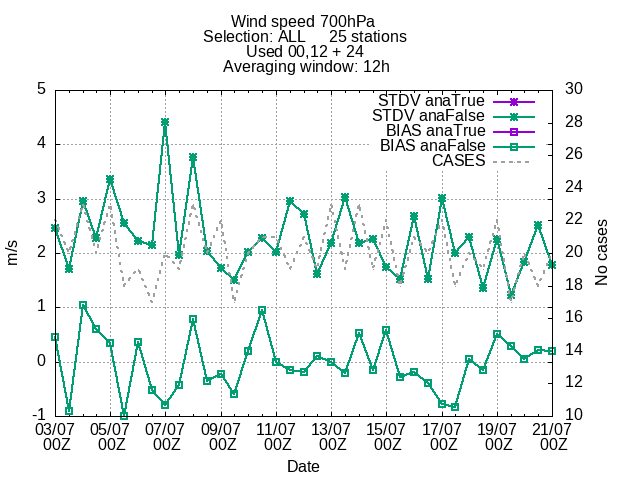 Wind speed 700hPa
Selection: ALL 25 stations
Used 00,12 + 24
Averaging window: 12h
STDV anaTrue
STDV anaFalse
BIAS anaTrue
BIAS anaFalse
CASES
5
4
3
2
1
0
-1
m/s
30
28
26
24
22
20
18
16
14
12
10
No cases
03/07 05/07 07/07 09/07 11/07 13/07 15/07 17/07 19/07 21/07
00Z 00Z 00Z 00Z 00Z 00Z 00Z 00Z 00Z 00Z
Date